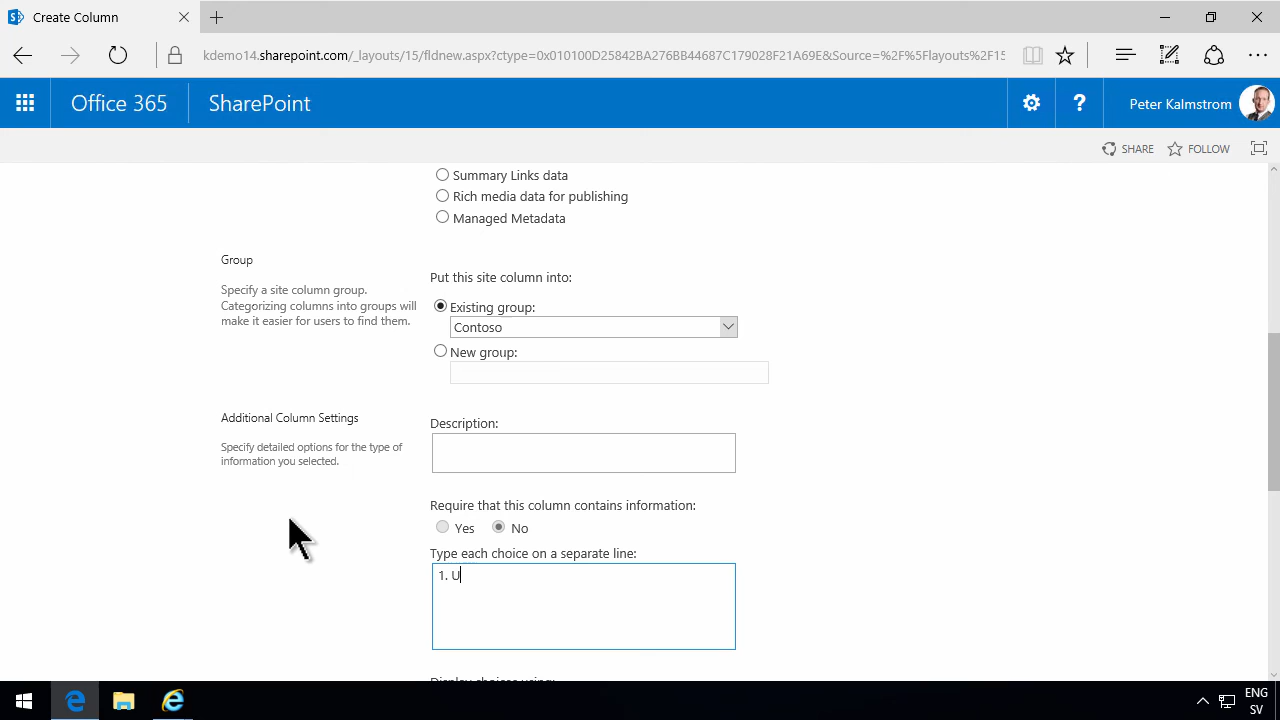 Create Column
kdemo14.sharepoint.com/_layouts/15/fldnew.aspx?ctype=0x010100D25842BA276BB44687C179028F21A69E&Source=%2F%5Flayouts%2F15
Office 365
SharePoint
?
Peter Kalmstrom
SHARE
FOLLOW
Summary Links data
Rich media data for publishing
Managed Metadata
Group
Specify a site column group.
Categorizing columns into groups will
make it easier for users to find them.
Put this site column into:
Existing group:
Contoso
New group:
Additional Column Settings
Specify detailed options for the type of
information you selected.
Description:
Require that this column contains information:
Yes No
Type each choice on a separate line:
1. U
Display choices using:
ENG
SV